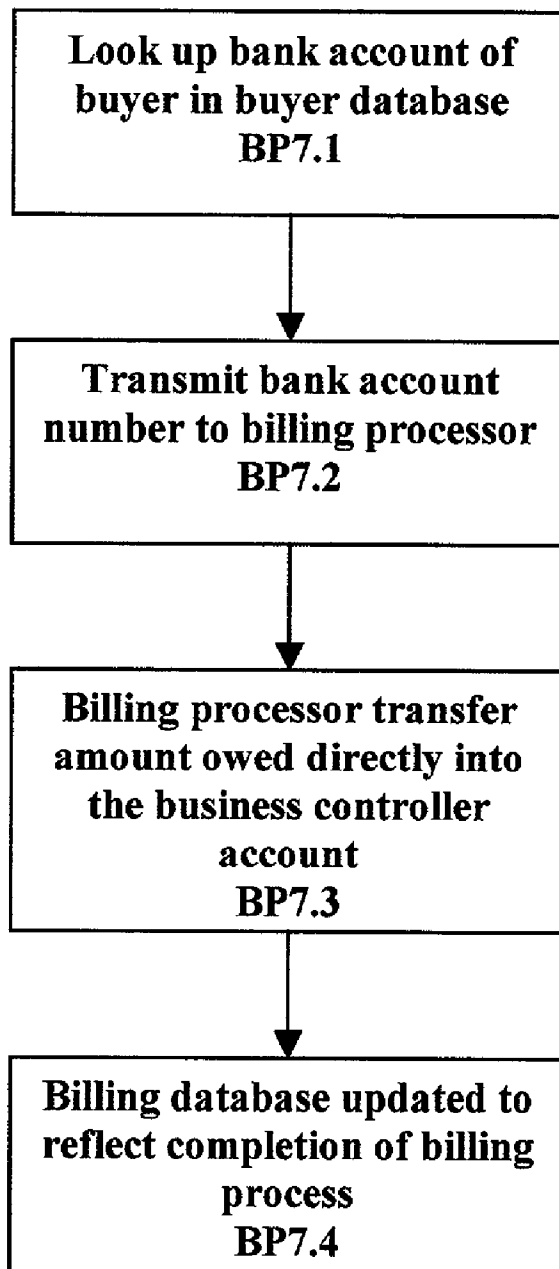 Look up bank account of
buyer in buyer database
BP7.1
Transmit bank account
number to billing processor
BP7.2
Billing processor transfer
amount owed directly into
the business controller
account
BP7.3
Billing database updated to
reflect completion of billing
process
BP7.4